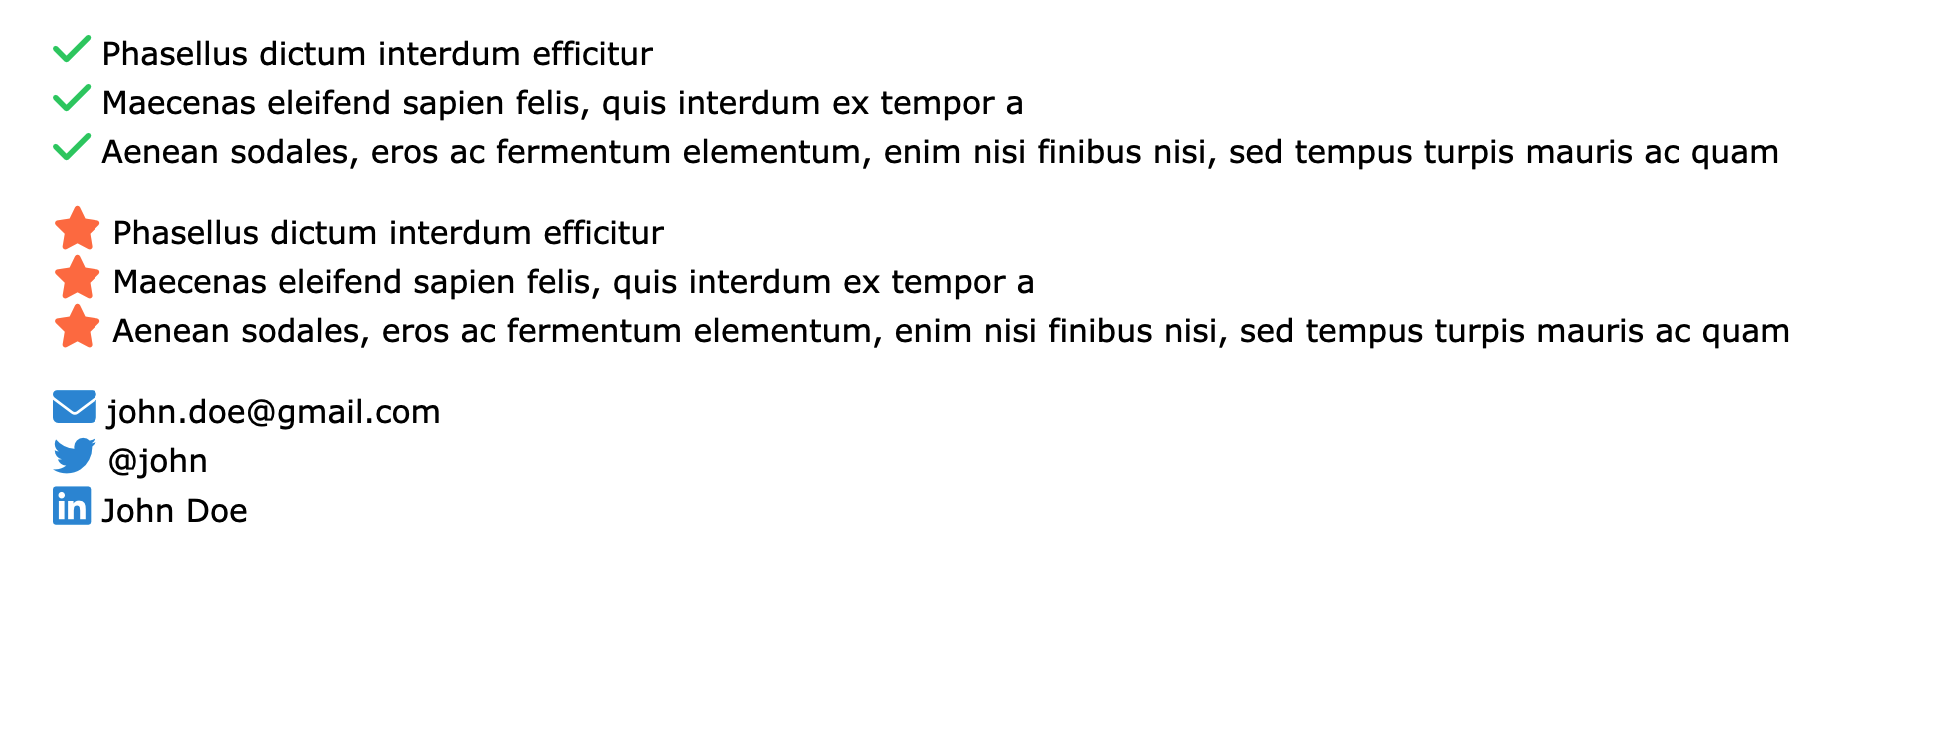 Phasellus dictum interdum efficitur
Maecenas eleifend sapien felis, quis interdum ex tempor a
Aenean sodales, eros ac fermentum elementum, enim nisi finibus nisi, sed tempus turpis mauris ac quam
Phasellus dictum interdum efficitur
Maecenas eleifend sapien felis, quis interdum ex tempor a
Aenean sodales, eros ac fermentum elementum, enim nisi finibus nisi, sed tempus turpis mauris ac quam
john.doe@gmail.com
@john
in John Doe